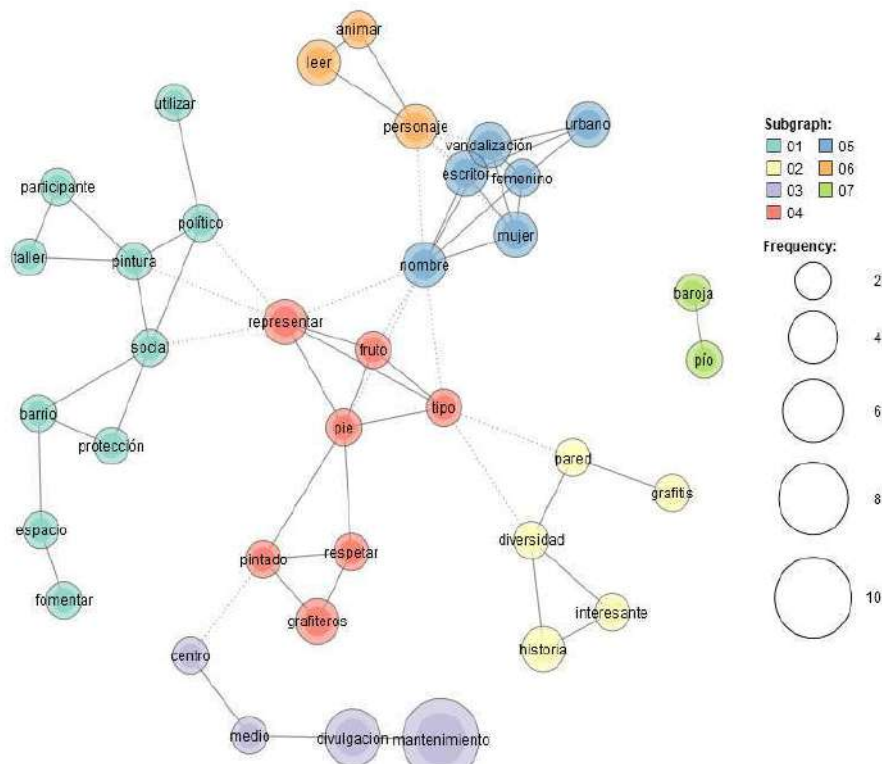 animar
leer
utilizar
personaje
urbano
vandalización
escritor
femenino
participante
político
mujer
taller
pintura
nombre
representar
social
fruto
barrio
tipo
pie
protección
pared
grafitis
espacio
diversidad
pintado
respetar
fomentar
interesante
grafiteros
historia
centro
medio
divulgación
mantenimiento
baroja
pío
Subgraph:
01 05
02 06
03 07
04
Frequency:
2
4
6
8
10